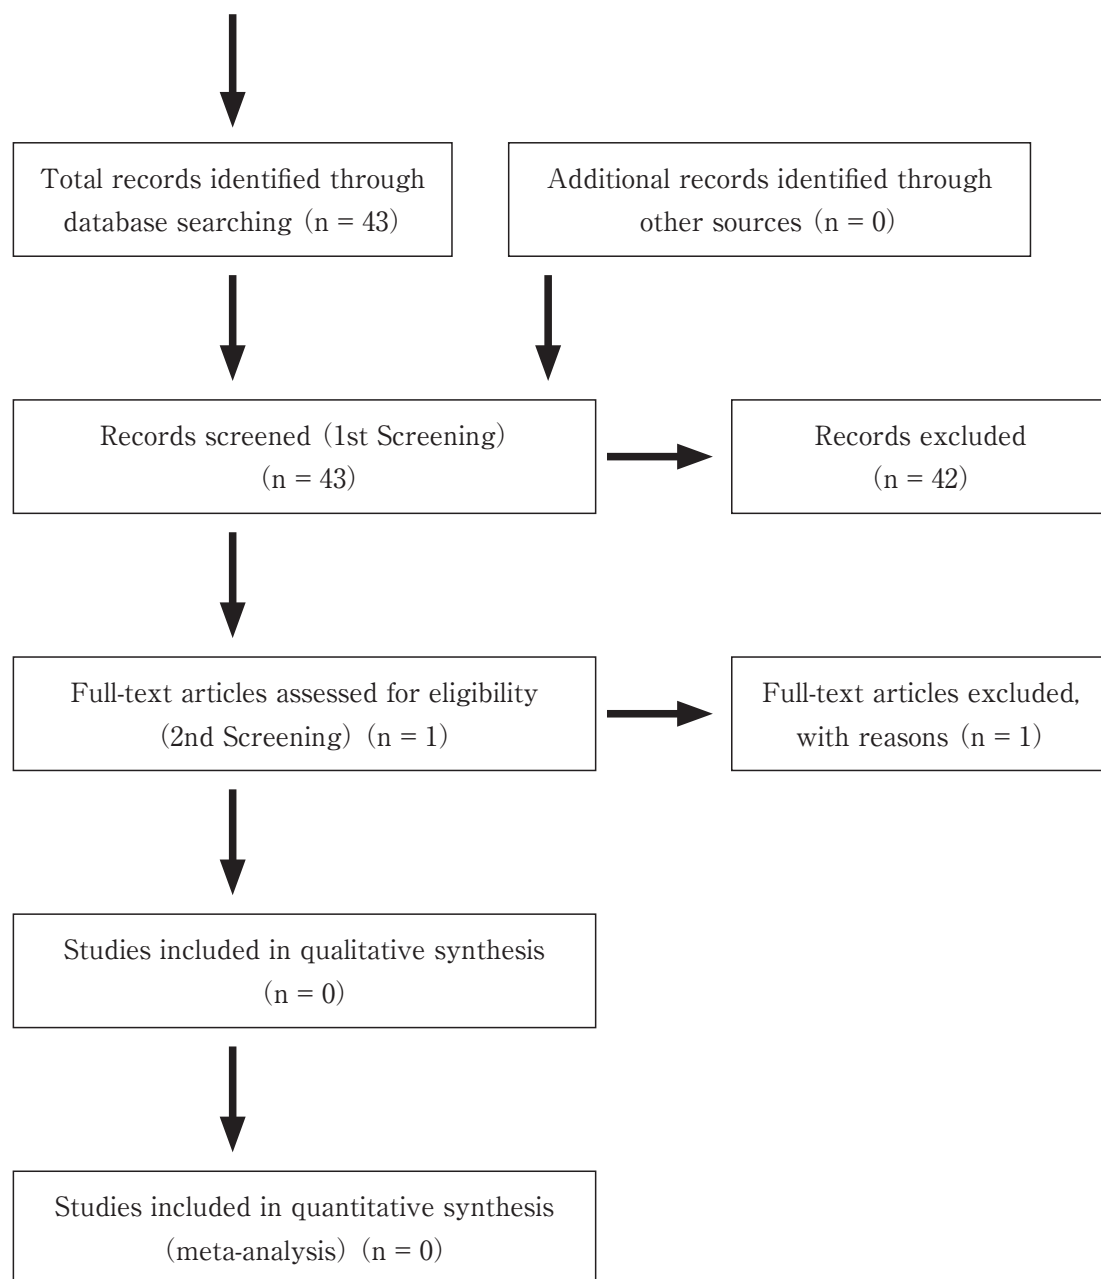 Total records identified through
database searching (n = 43)
Additional records identified through
other sources (n = 0)
Records screened (1st Screening)
(n = 43)
Records excluded
(n = 42)
Full-text articles assessed for eligibility
(2nd Screening) (n = 1)
Full-text articles excluded,
with reasons (n = 1)
Studies included in qualitative synthesis
(n = 0)
Studies included in quantitative synthesis
(meta-analysis) (n = 0)